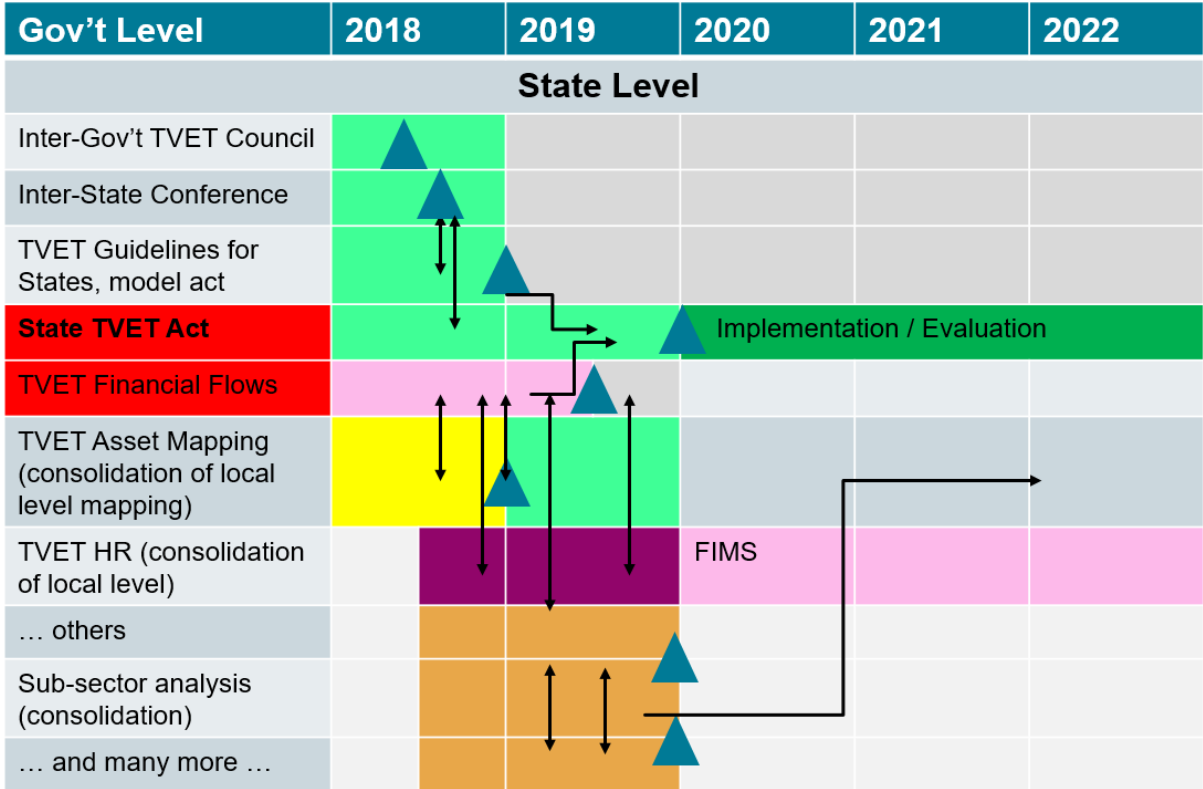 Gov’t Level 2018 2019 2020 2021 2022
State Level
Inter-Gov’t TVET Council
Inter-State Conference
TVET Guidelines for
States, model act
State TVET Act Implementation / Evaluation
TVET Financial Flows
TVET Asset Mapping
(consolidation of local
level mapping)
TVET HR (consolidation FIMS
of local level)
… others
Sub-sector analysis
(consolidation)
… and many more …